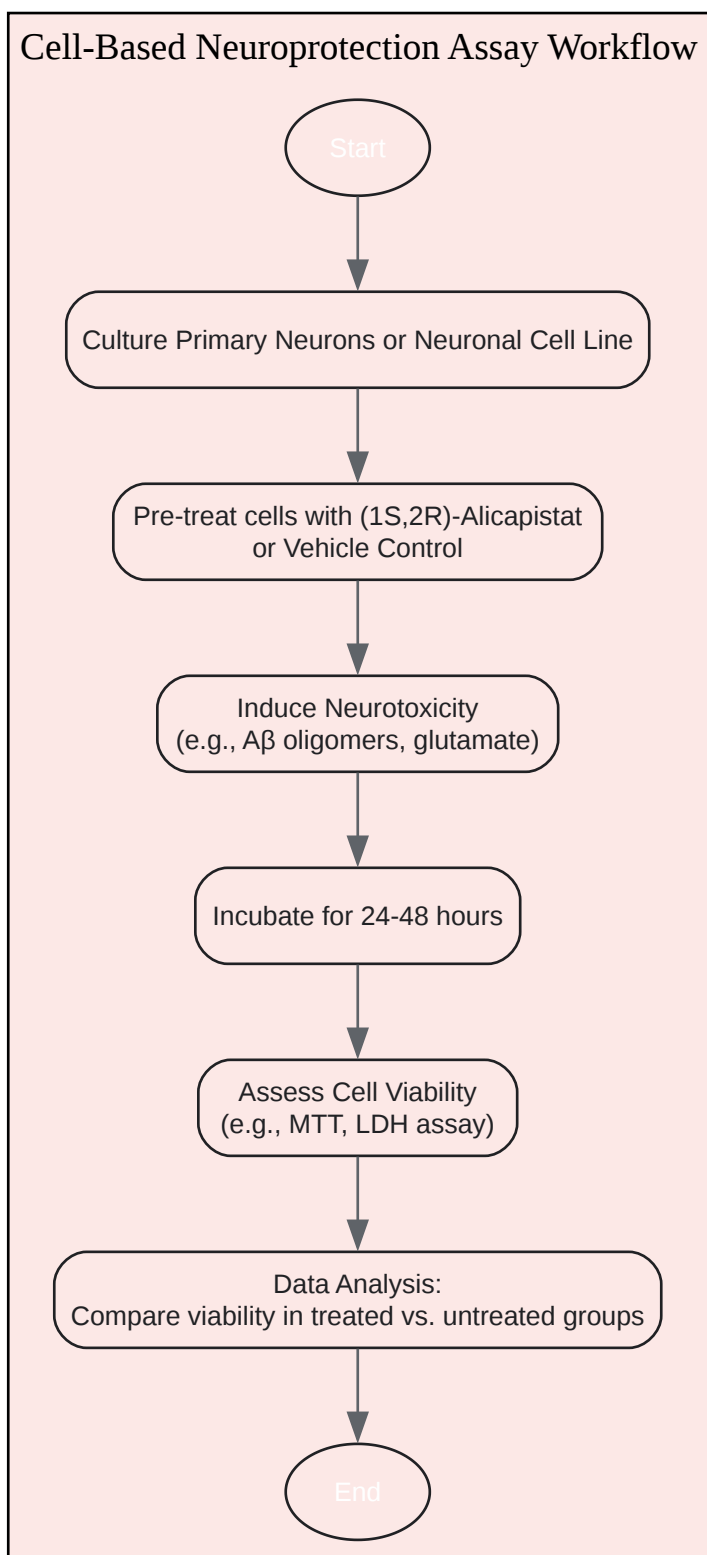 Cell-Based Neuroprotection Assay Workflow
Start
Culture Primary Neurons or Neuronal Cell Line
Pre-treat cells with (1S,2R)-Alicapistat
or Vehicle Control
Induce Neurotoxicity
(e.g., Aβ oligomers, glutamate)
Incubate for 24-48 hours
Assess Cell Viability
(e.g., MTT, LDH assay)
Data Analysis:
Compare viability in treated vs. untreated groups
End